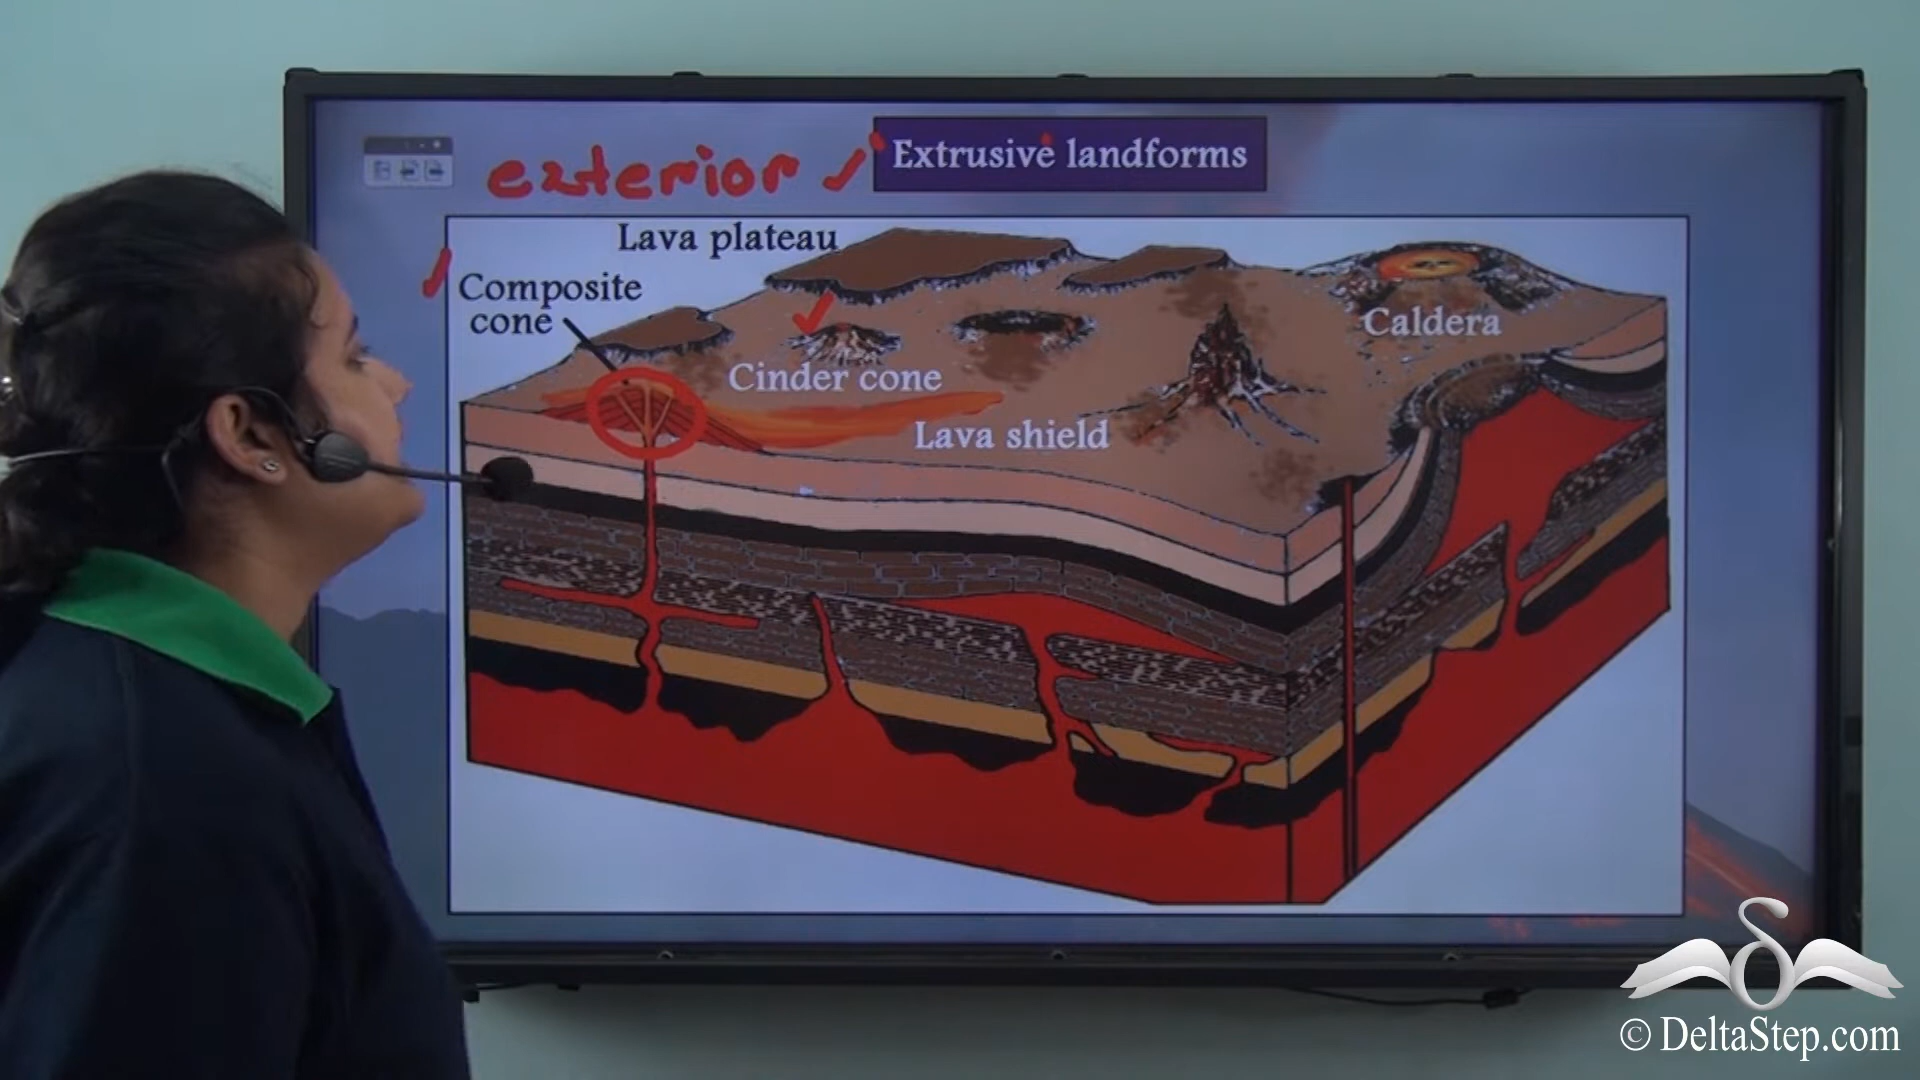 exterior
Extrusive landforms
Lava plateau
Composite
cone
Caldera
Cinder cone
Lava shield
© DeltaStep.com